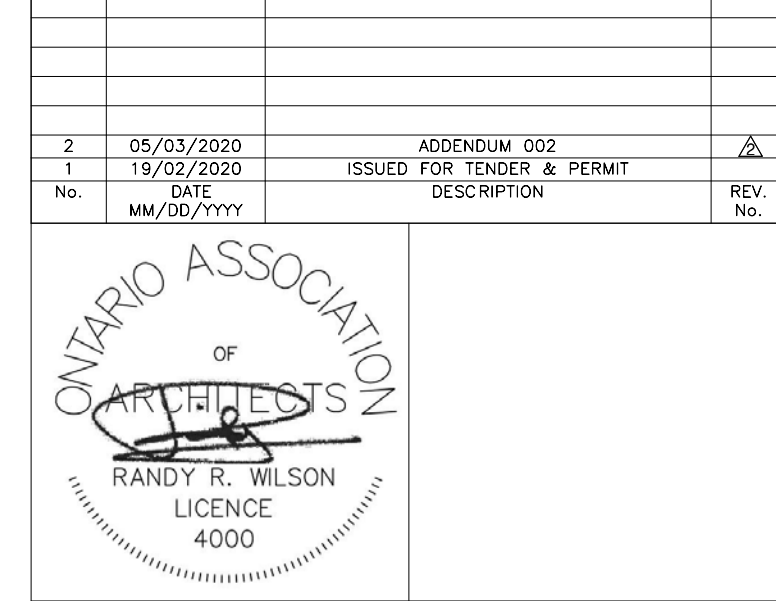 2 05/03/2020 ADDENDUM 002 2
1 19/02/2020 ISSUED FOR TENDER & PERMIT
No. DATE DESCRIPTION REV.
MM/DD/YYYY No.
ONTARIO ASSOCIATION
OF
ARCHITECTS
RANDY R. WILSON
LICENCE
4000